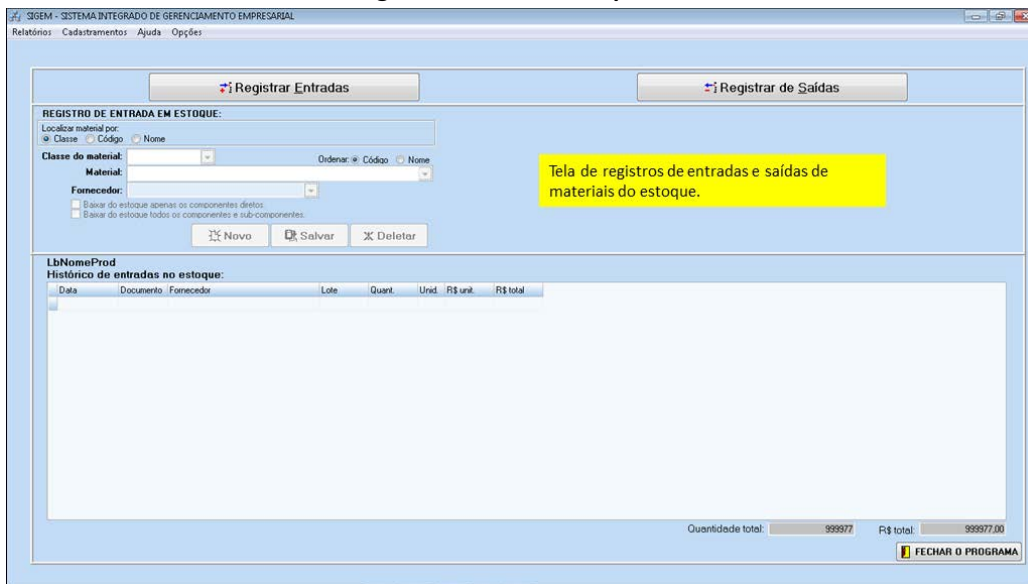 SIGEM - SISTEMA INTEGRADO DE GERENCIAMENTO EMPRESARIAL
Relatórios Cadastramentos Ajuda Opções
Registrar Entradas Registrar de Saídas
REGISTRO DE ENTRADA EM ESTOQUE:
Localizar material por:
Classe Código Nome
Classe do material: Ordenar: Código Nome
Material:
Fornecedor:
Baixar do estoque apenas os componentes diretos.
Baixar do estoque todos os componentes e sub-componentes.
Novo Salvar Deletar
Tela de registros de entradas e saídas de
materiais do estoque.
LbNomeProd
Histórico de entradas no estoque:
Data Documento Fornecedor Lote Quant. Unid. R$ unit. R$ total
Quantidade total: 999977 R$ total: 999977,00
FECHAR O PROGRAMA